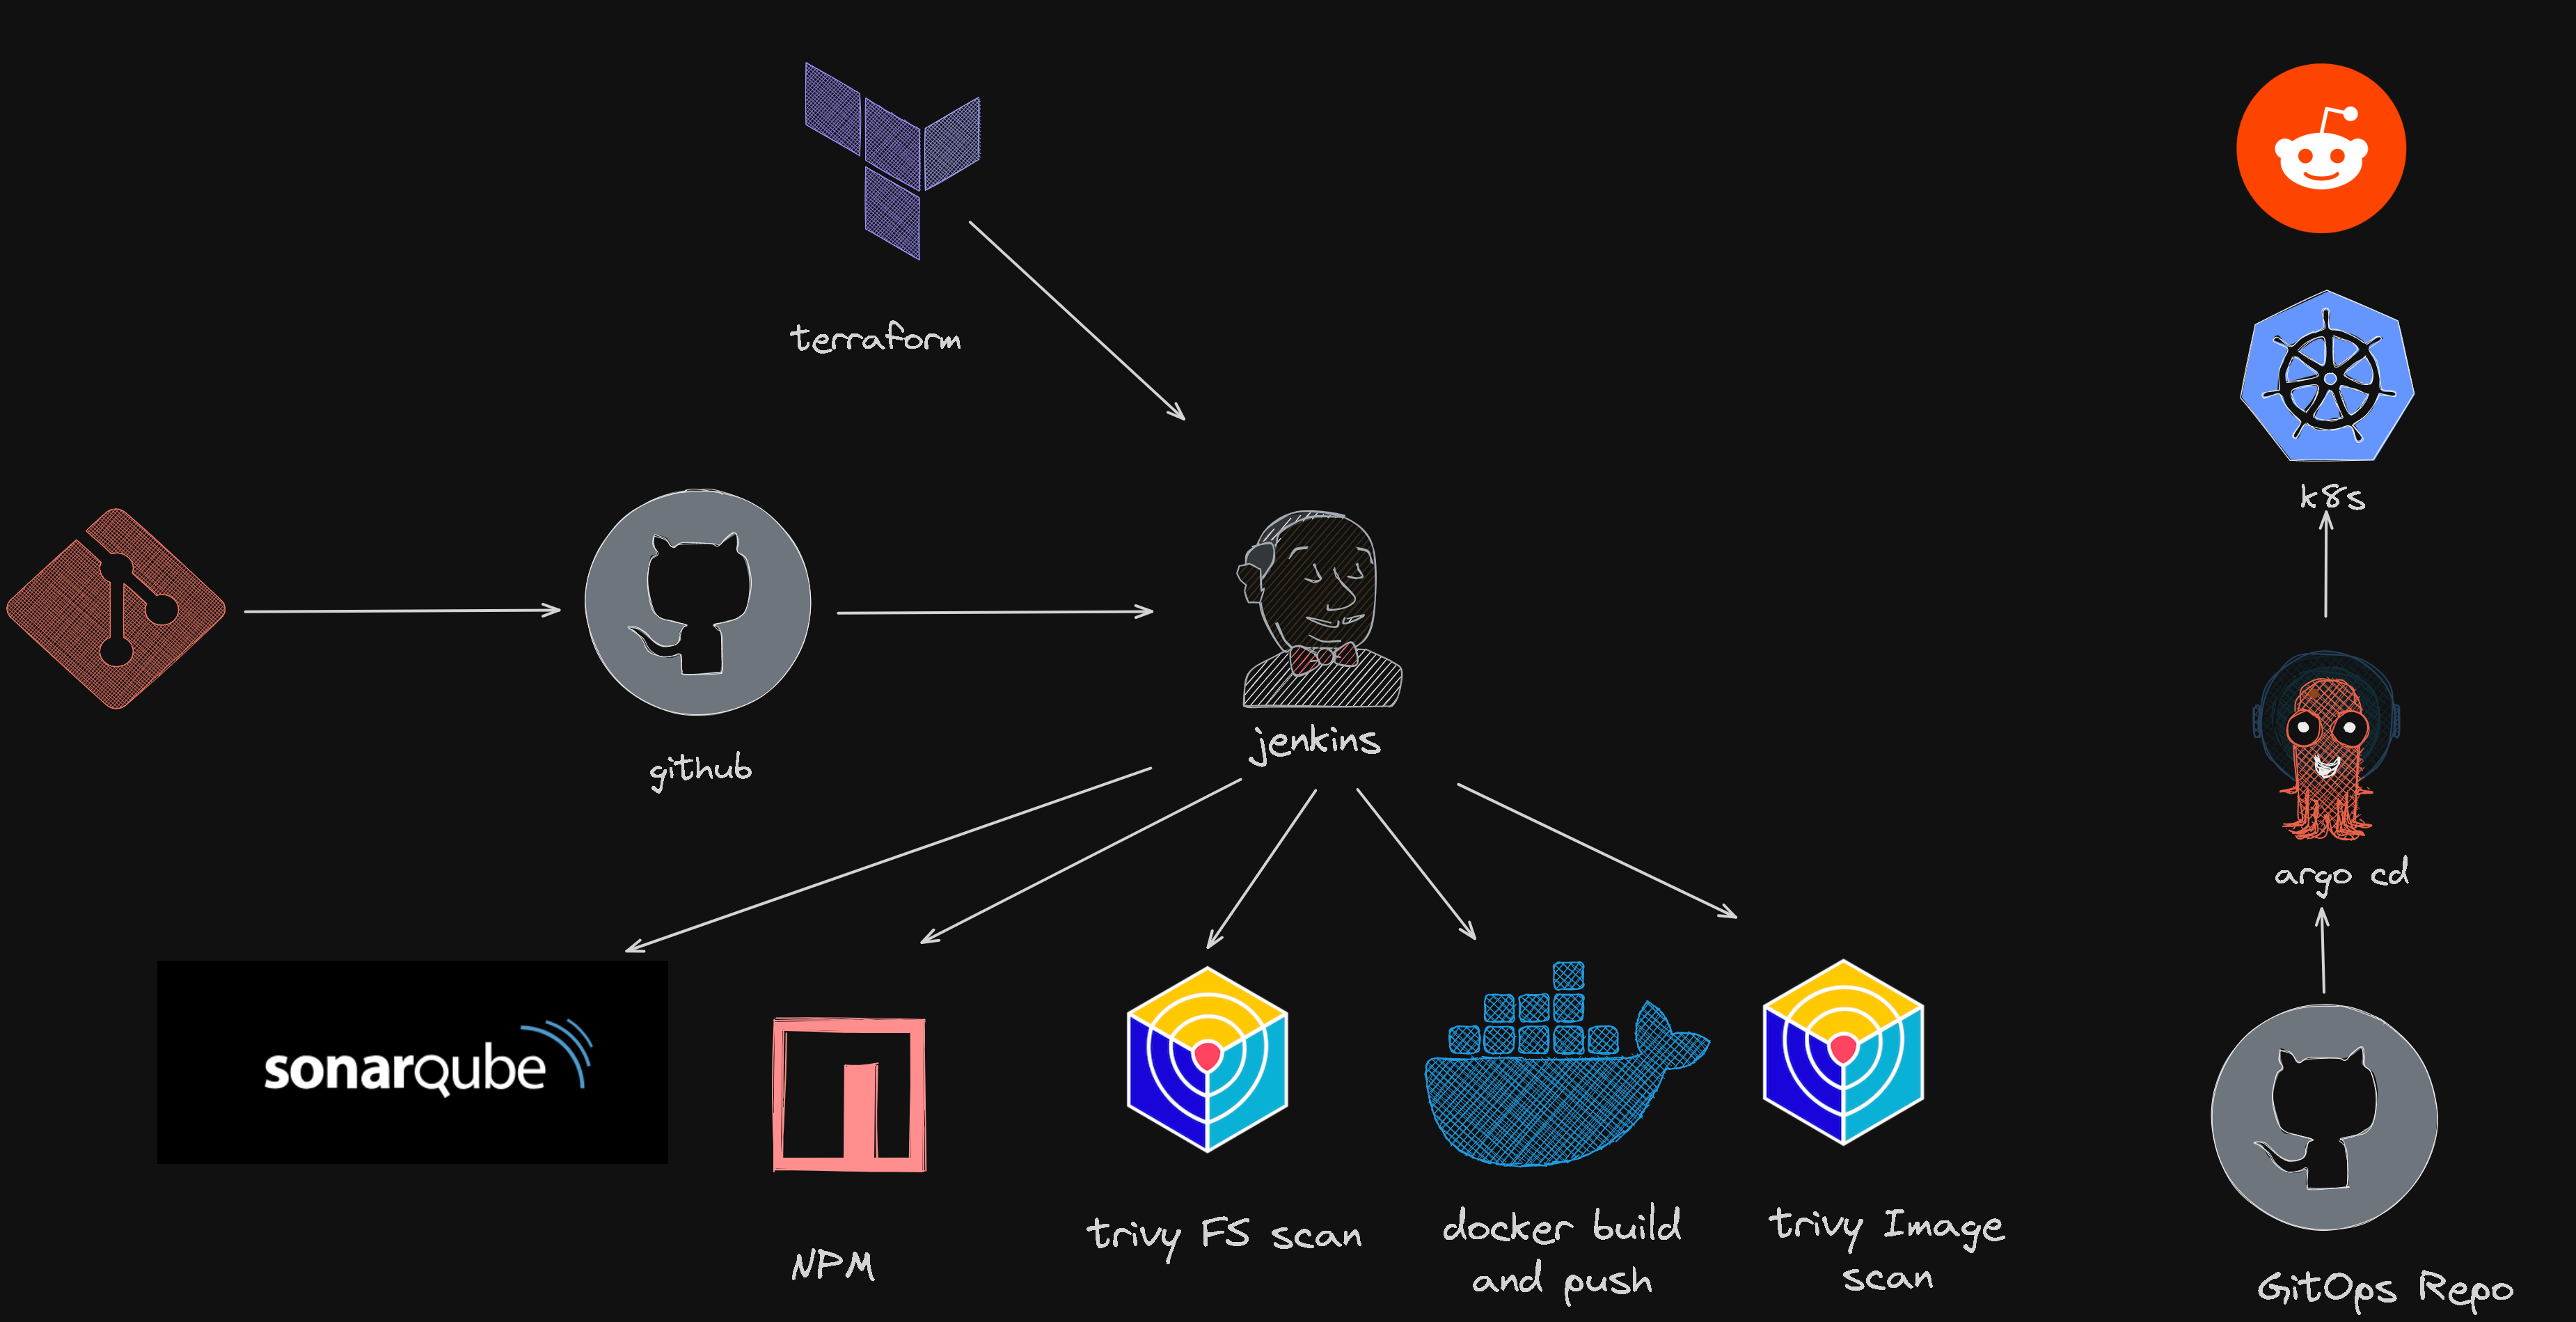 terraform
k8s
github
jenkins
argo cd
sonarqube
NPM
trivy FS scan
docker build
and push
trivy Image
scan
GitOps Repo